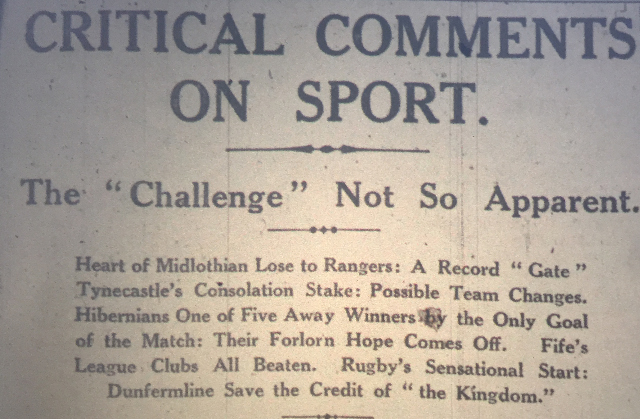 CRITICAL COMMENTS
ON SPORT.
The "Challenge" Not So Apparent.
Heart of Midlothian Lose to Rangers: A Record "Gate"
Tynecastle's Consolation Stake: Possible Team Changes.
Hibernians One of Five Away Winners by the Only Goal
of the Match: Their Forlorn Hope Comes Off. Fife's
League Clubs All Beaten. Rugby's Sensational Start:
Dunfermline Save the Credit of "the Kingdom."